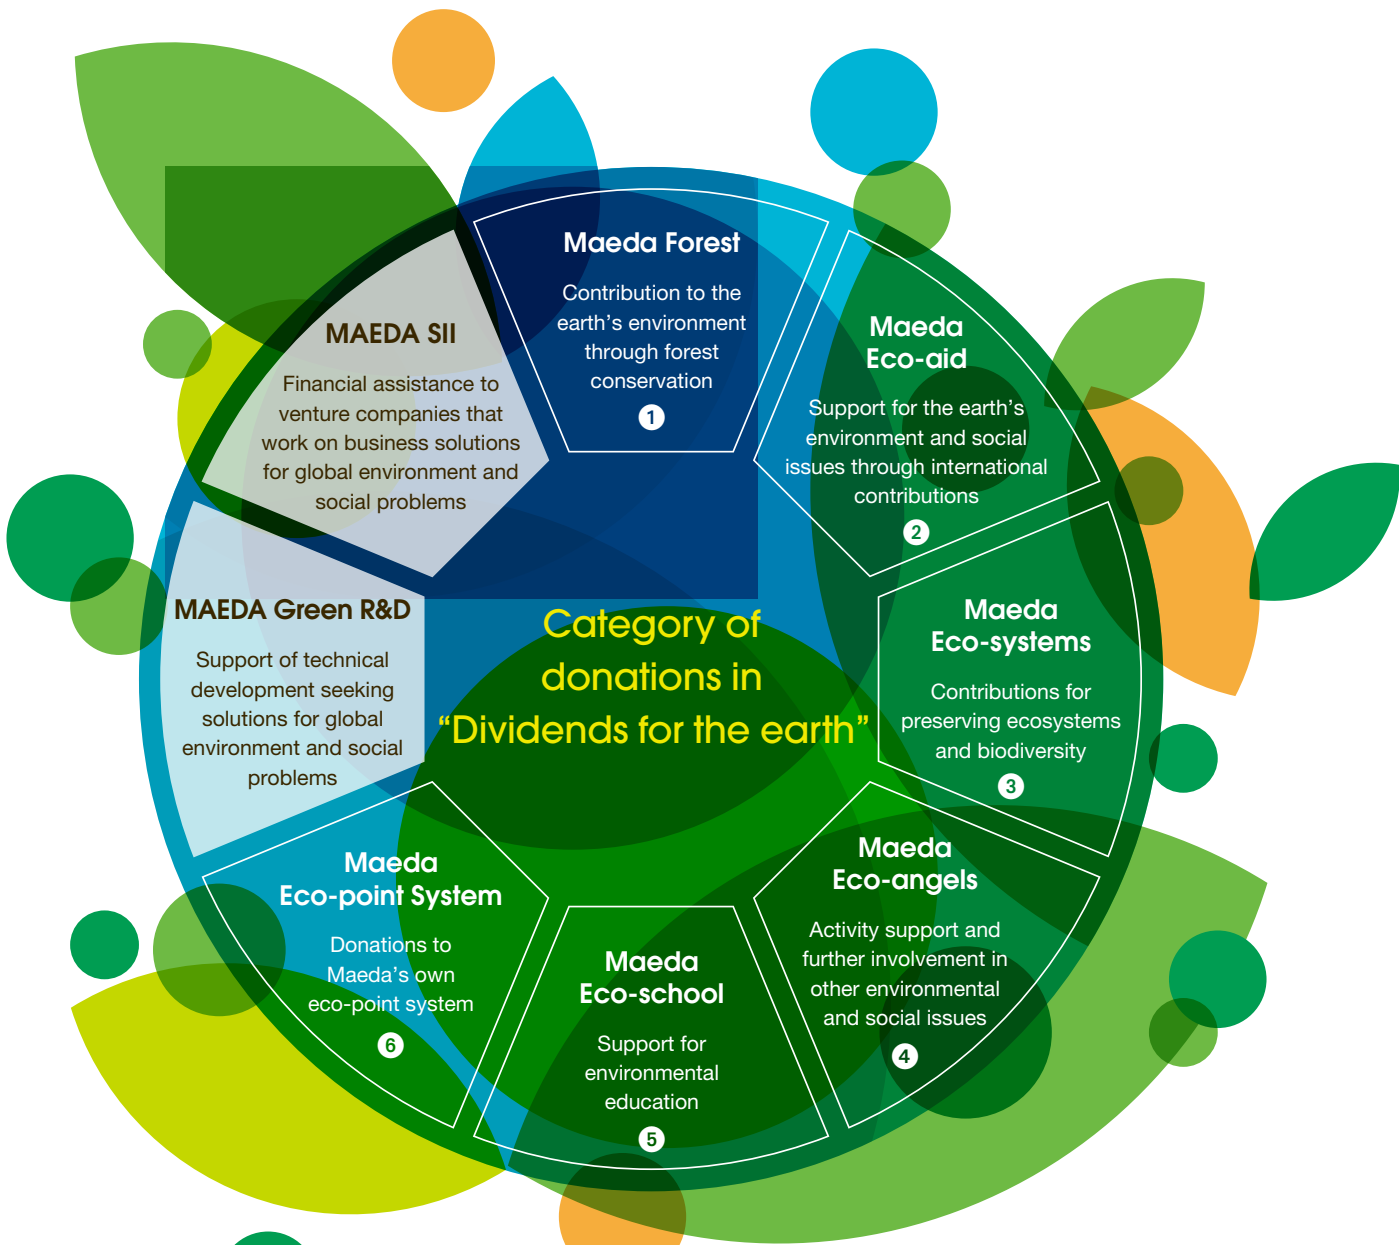 Maeda Forest
Contribution to the
earth's environment
through forest
conservation
1
Maeda
Eco-aid
Support for the earth's
environment and social
issues through international
contributions
2
Maeda
Eco-systems
Contributions for
preserving ecosystems
and biodiversity
3
Maeda
Eco-angels
Activity support and
further involvement in
other environmental
and social issues
4
Maeda
Eco-school
Support for
environmental
education
5
Maeda
Eco-point System
Donations to
Maeda's own
eco-point system
6
MAEDA Green R&D
Support of technical
development seeking
solutions for global
environment and social
problems
MAEDA SII
Financial assistance to
venture companies that
work on business solutions
for global environment and
social problems
Category of
donations in
“Dividends for the earth”